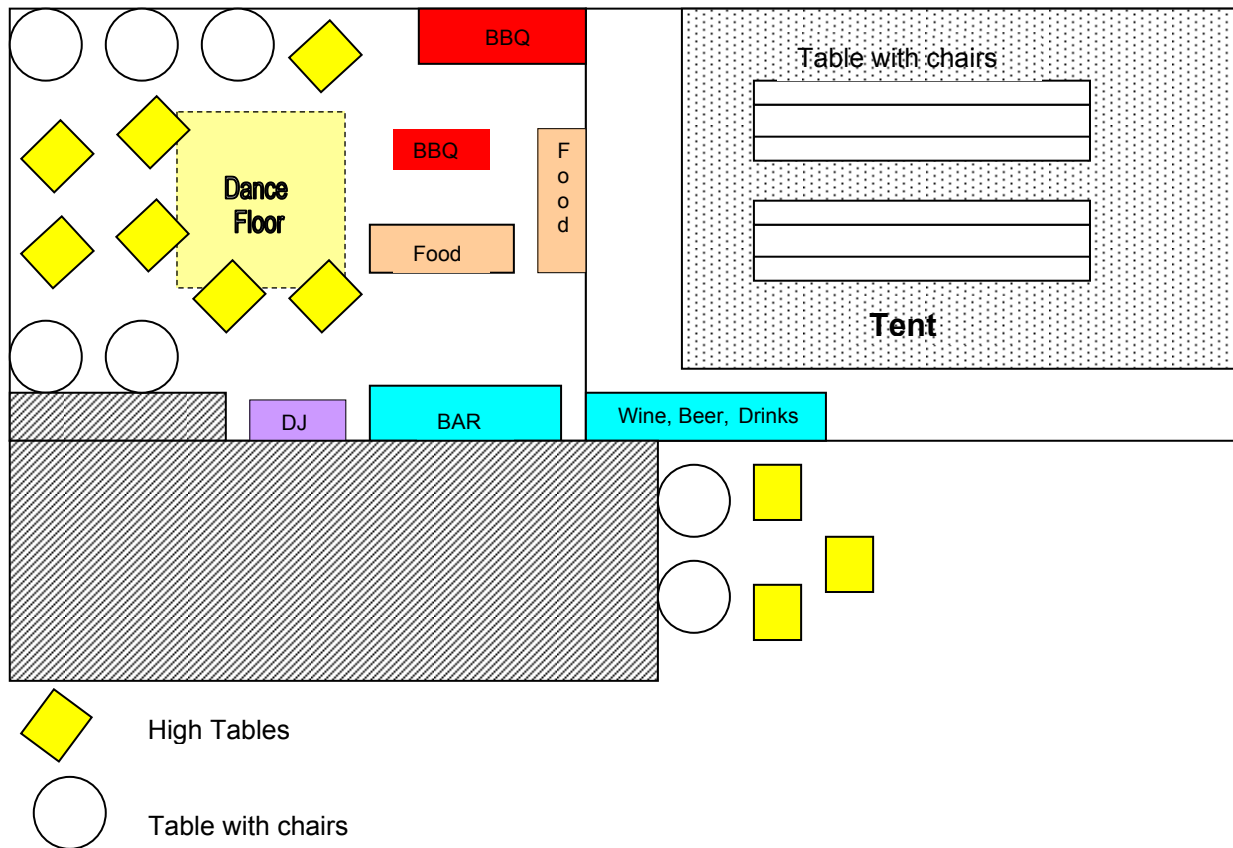 BBQ
Table with chairs
BBQ
F
o
o
d
Dance
Floor
Food
Tent
DJ
BAR
Wine, Beer, Drinks
High Tables
Table with chairs